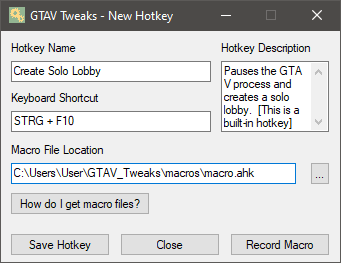 GTAV Tweaks - New Hotkey
Hotkey Name
Hotkey Description
Create Solo Lobby
Pauses the GTA
V process and
creates a solo
lobby. [This is a
built-in hotkey]
Keyboard Shortcut
STRG + F10
Macro File Location
C:\Users\User\GTAV_Tweaks\macros\macro.ahk
...
How do I get macro files?
Save Hotkey
Close
Record Macro